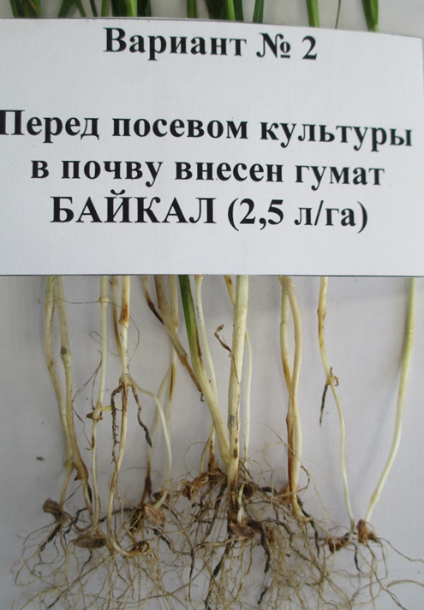 Вариант № 2
Перед посевом культуры
в почву внесен гумат
БАЙКАЛ (2,5 л/га)